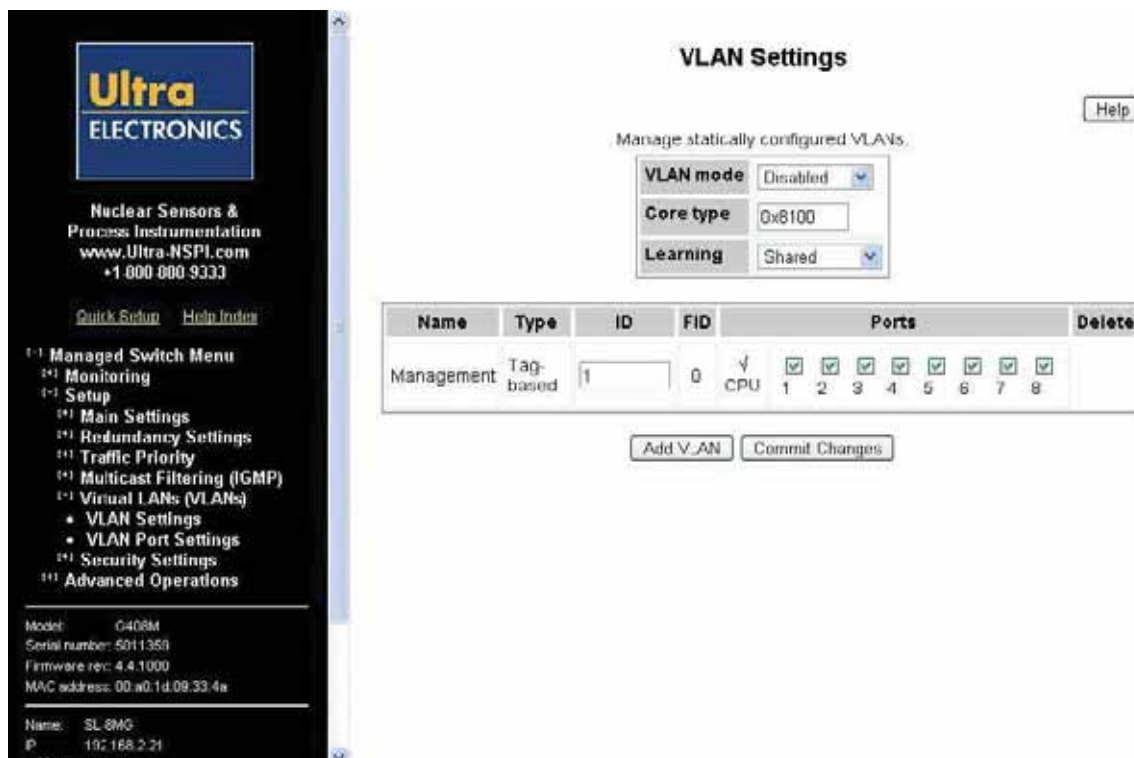 Ultra
ELECTRONICS
Nuclear Sensors &
Process Instrumentation
www.Ultra-NSPI.com
+1 800 800 9333
Quick Setup Help Index
[-] Managed Switch Menu
[+] Monitoring
[-] Setup
[+] Main Settings
[+] Redundancy Settings
[+] Traffic Priority
[+] Multicast Filtering (IGMP)
[-] Virtual LANs (VLANs)
• VLAN Settings
• VLAN Port Settings
[+] Security Settings
[+] Advanced Operations
Model:
Serial number: 5011359
Firmware rev: 4.4.1000
MAC address: 00:a0:1d:09:33:4a
Name: SL-8MG
IP 192.168.2.21
VLAN Settings
Help
Manage statically configured VLANs.
VLAN mode Disabled
Core type 0x8100
Learning Shared
Name Type ID FID Ports Delete
Management Tag-based 1 0 √ CPU 1 2 3 4 5 6 7 8
Add VLAN Commit Changes